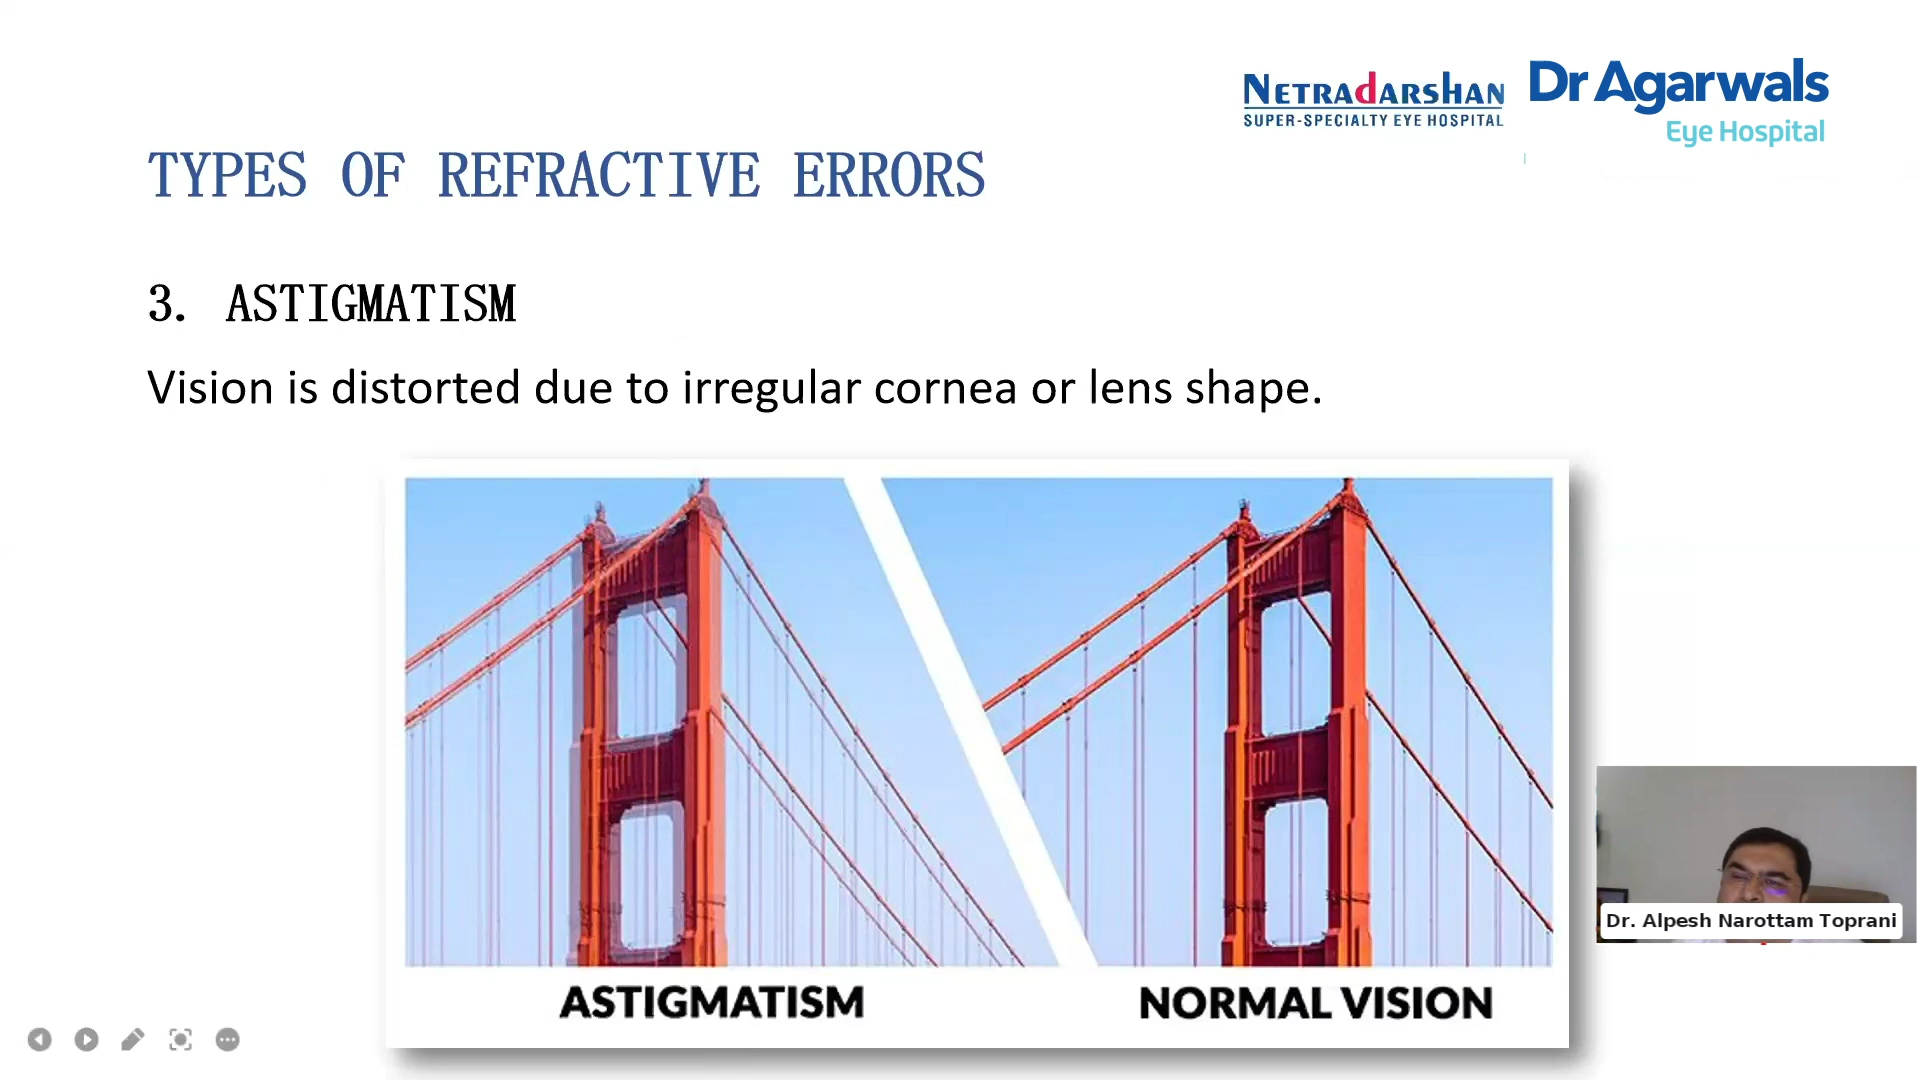 NETRADARSHAN
SUPER-SPECIALTY EYE HOSPITAL
Dr Agarwals
Eye Hospital
TYPES OF REFRACTIVE ERRORS
3. ASTIGMATISM
Vision is distorted due to irregular cornea or lens shape.
ASTIGMATISM
NORMAL VISION
Dr. Alpesh Narottam Toprani